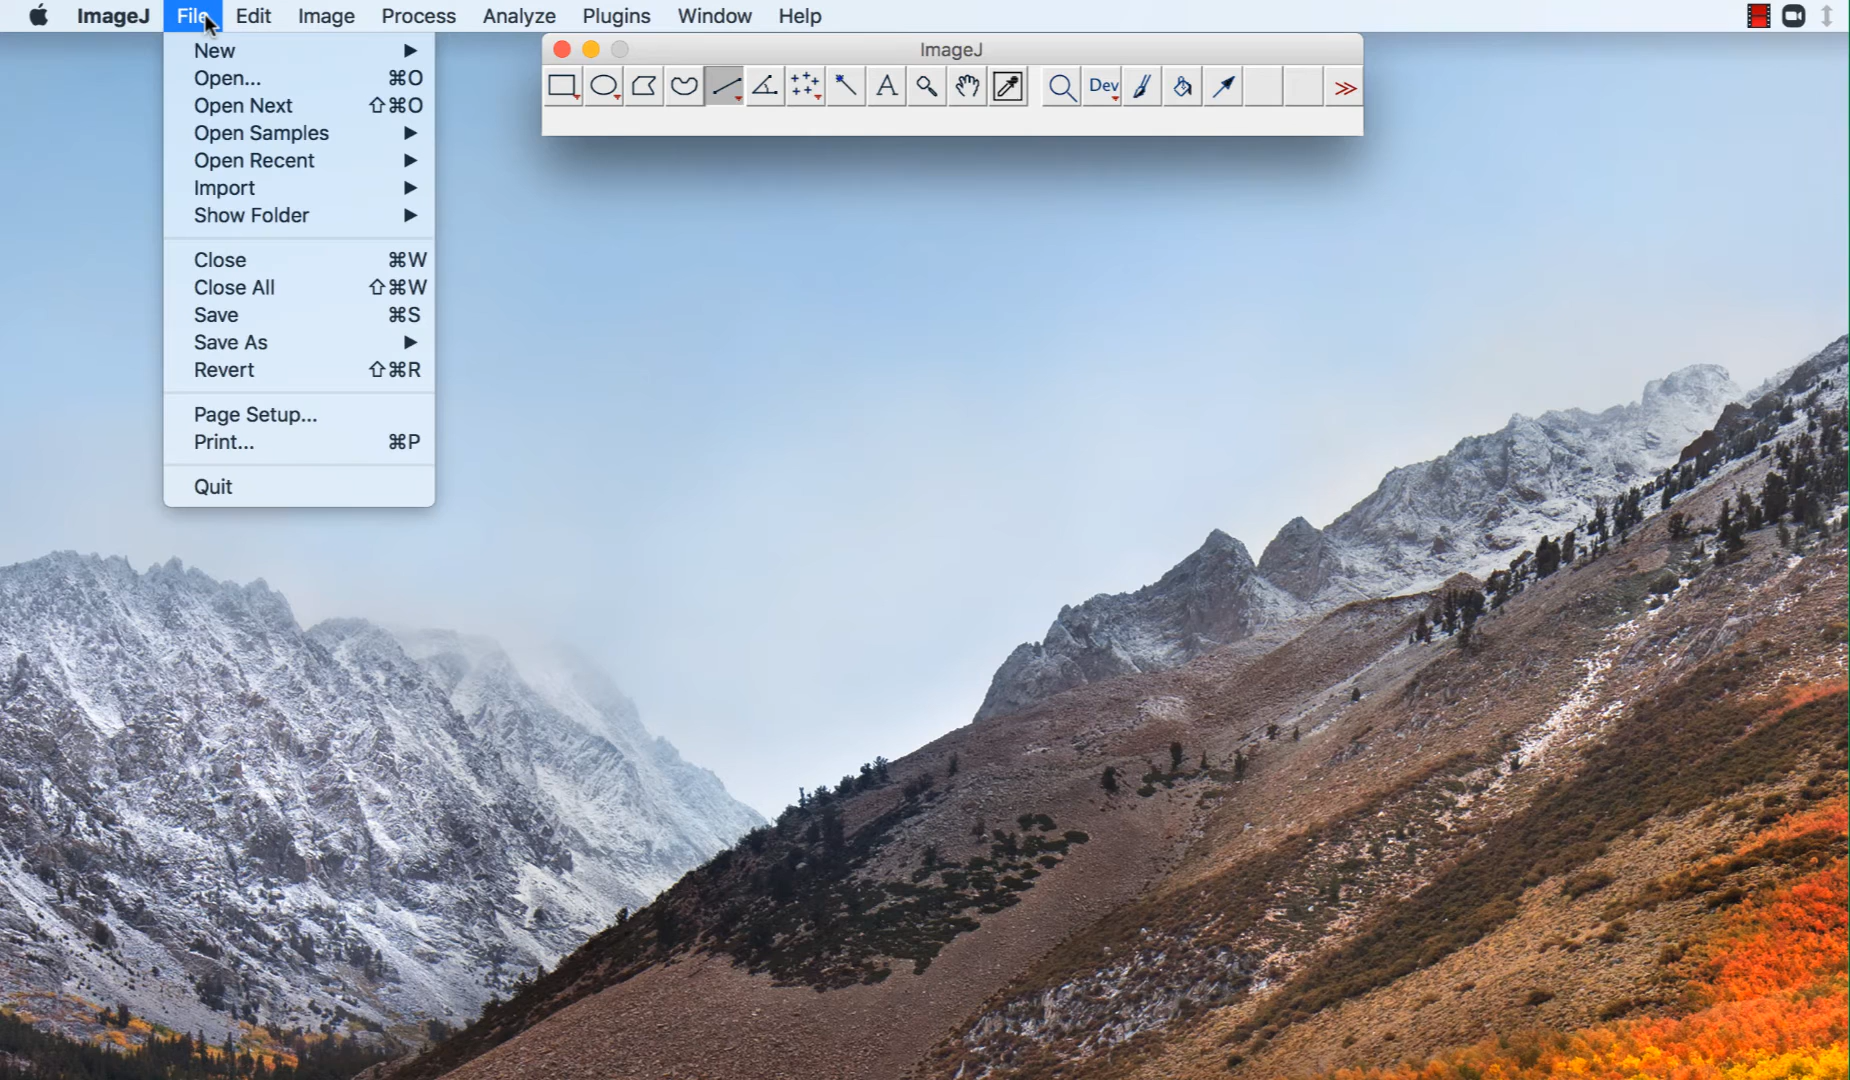 ImageJ File Edit Image Process Analyze Plugins Window Help
New
Open... ⌘O
Open Next ⇧⌘O
Open Samples
Open Recent
Import
Show Folder
Close ⌘W
Close All ⇧⌘W
Save ⌘S
Save As
Revert ⇧⌘R
Page Setup...
Print... ⌘P
Quit
ImageJ
A Dev >>